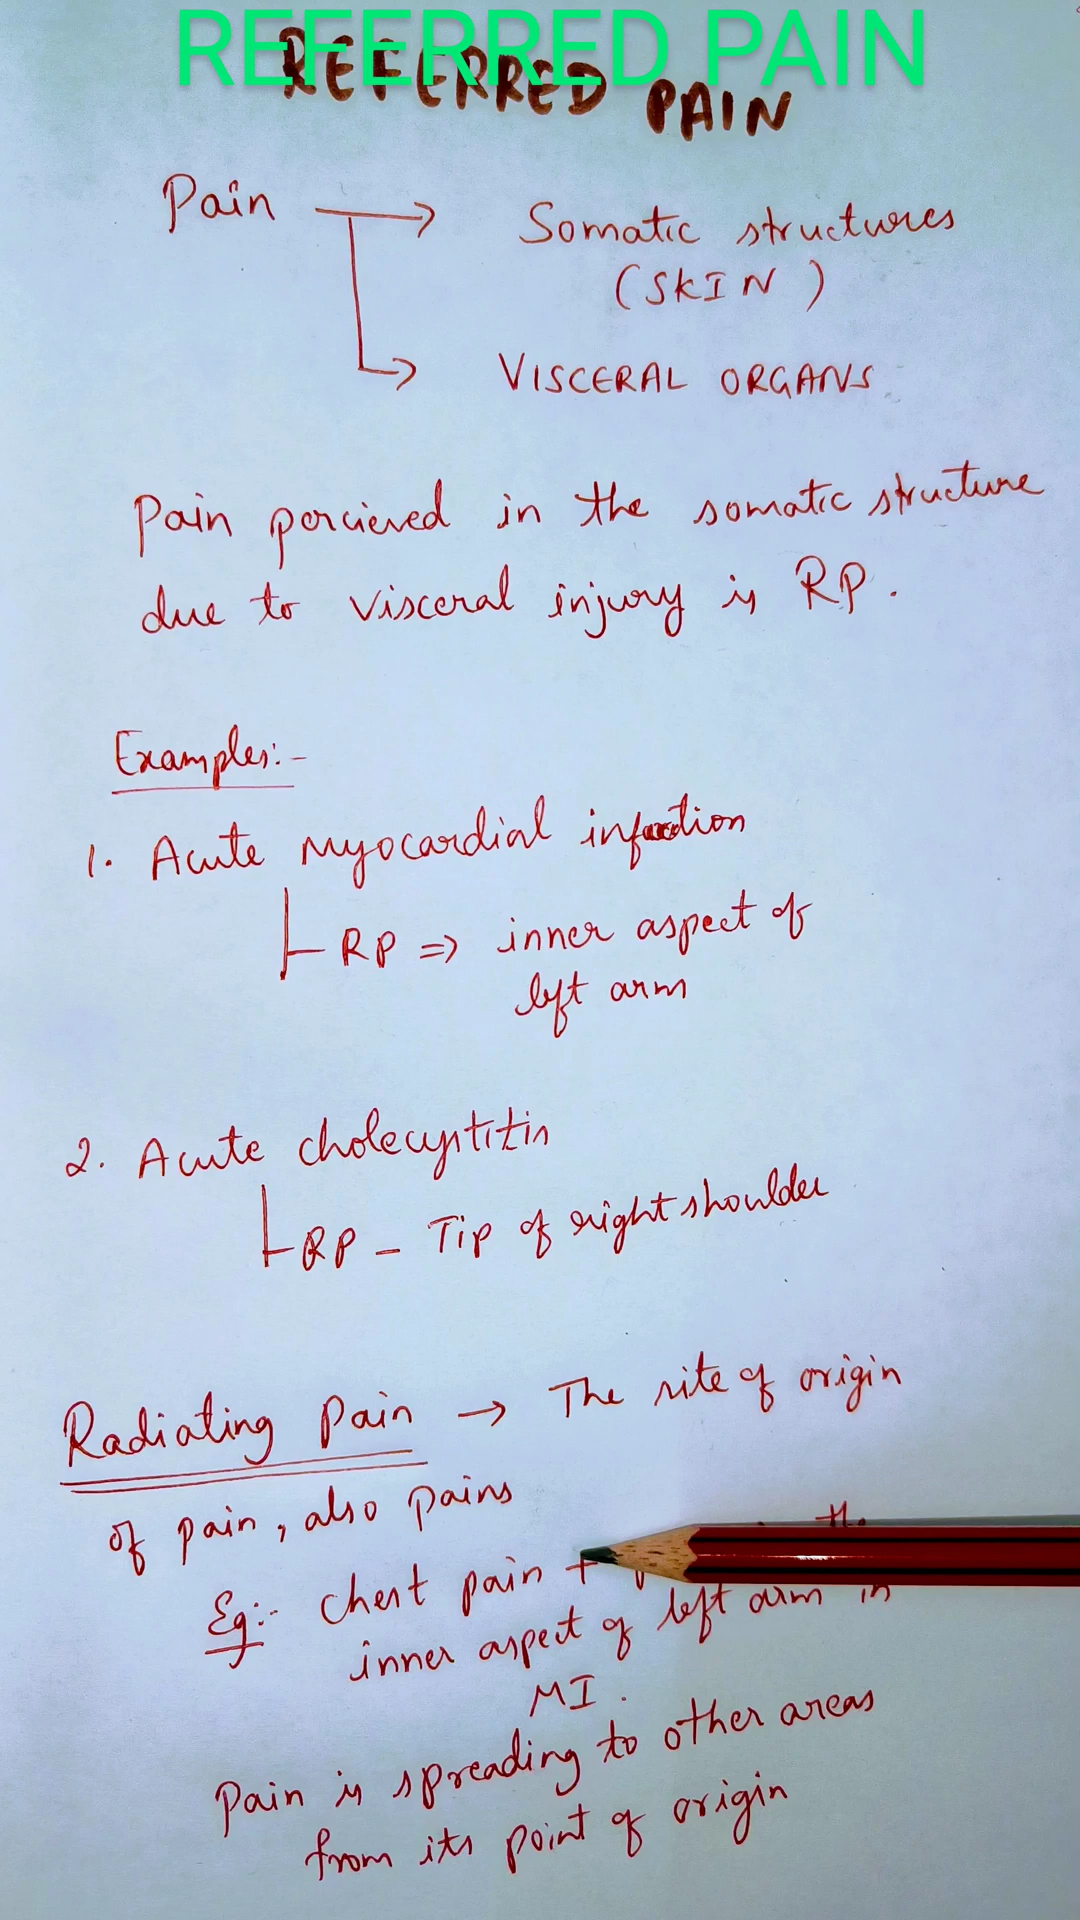 REFERRED PAIN
REFERRED PAIN
Pain → Somatic structures
(SKIN)
→ VISCERAL ORGANS
Pain percieved in the somatic structure
due to visceral injury is RP.
Examples:-
1. Acute Myocardial infarction
RP ⇒ inner aspect of
left arm
2. Acute cholecystitis
RP - Tip of right shoulder
Radiating Pain → The site of origin
of pain, also pains
Eg:- Chest pain +
inner aspect of left arm in
MI.
Pain is spreading to other areas
from its point of origin